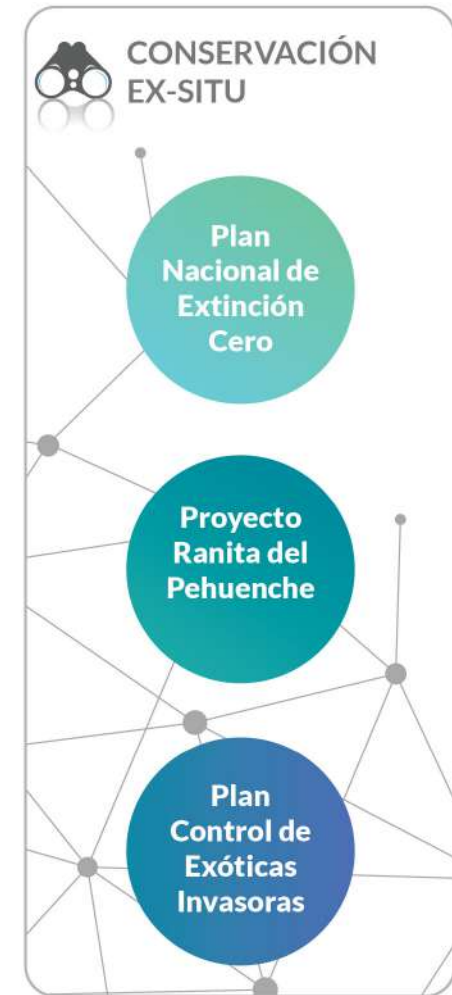 CONSERVACIÓN
EX-SITU
Plan
Nacional de
Extinción
Cero
Proyecto
Ranita del
Pehuenche
Plan
Control de
Exóticas
Invasoras